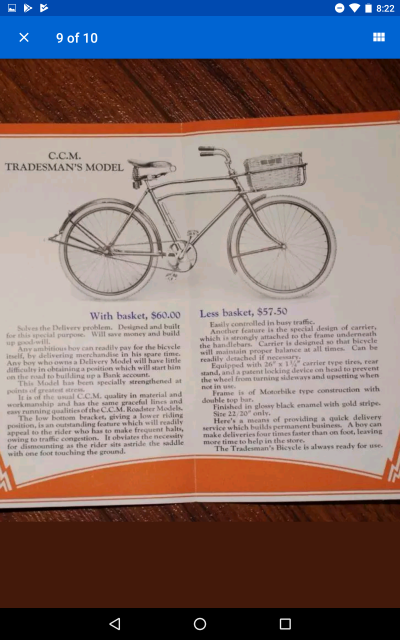 8:22
9 of 10
C.C.M.
TRADESMAN'S MODEL
With basket, $60.00
Solves the Delivery problem. Designed and built
for this special purpose. Will save money and build
up good-will.
Any ambitious boy can readily pay for the bicycle
itself, by delivering merchandise in his spare time.
Any boy who owns a Delivery Model will have little
difficulty in obtaining a position which will start him
on the road to building up a Bank account.
This Model has been specially strengthened at
points of greatest stress.
It is of the usual C.C.M. quality in material and
workmanship and has the same graceful lines and
ease running qualities of the C.C.M. Roadster Models.
The low bottom bracket, giving a lower riding
position, is an outstanding feature which will readily
appeal to the rider who has to make frequent halts,
owing to traffic congestion. It obviates the necessity
for dismounting as the rider sits astride the saddle
with one foot touching the ground.
Less basket, $57.50
Easily controlled in busy traffic.
Another feature is the special design of carrier,
which is strongly attached to the frame underneath
the handlebars. Carrier is designed so that bicycle
will maintain proper balance at all times. Can be
readily detached if necessary.
Equipped with 26" x 1½" carrier type tires, rear
stand, and a patent locking device on head to prevent
the wheel from turning sideways and upsetting when
not in use.
Frame is of Motorbike type construction with
double top bar.
Finished in glossy black enamel with gold stripe.
Size 22/20" only.
Here's a means of providing a quick delivery
service which builds permanent business. A boy can
make deliveries four times faster than on foot, leaving
more time to help in the store.
The Tradesman's Bicycle is always ready for use.